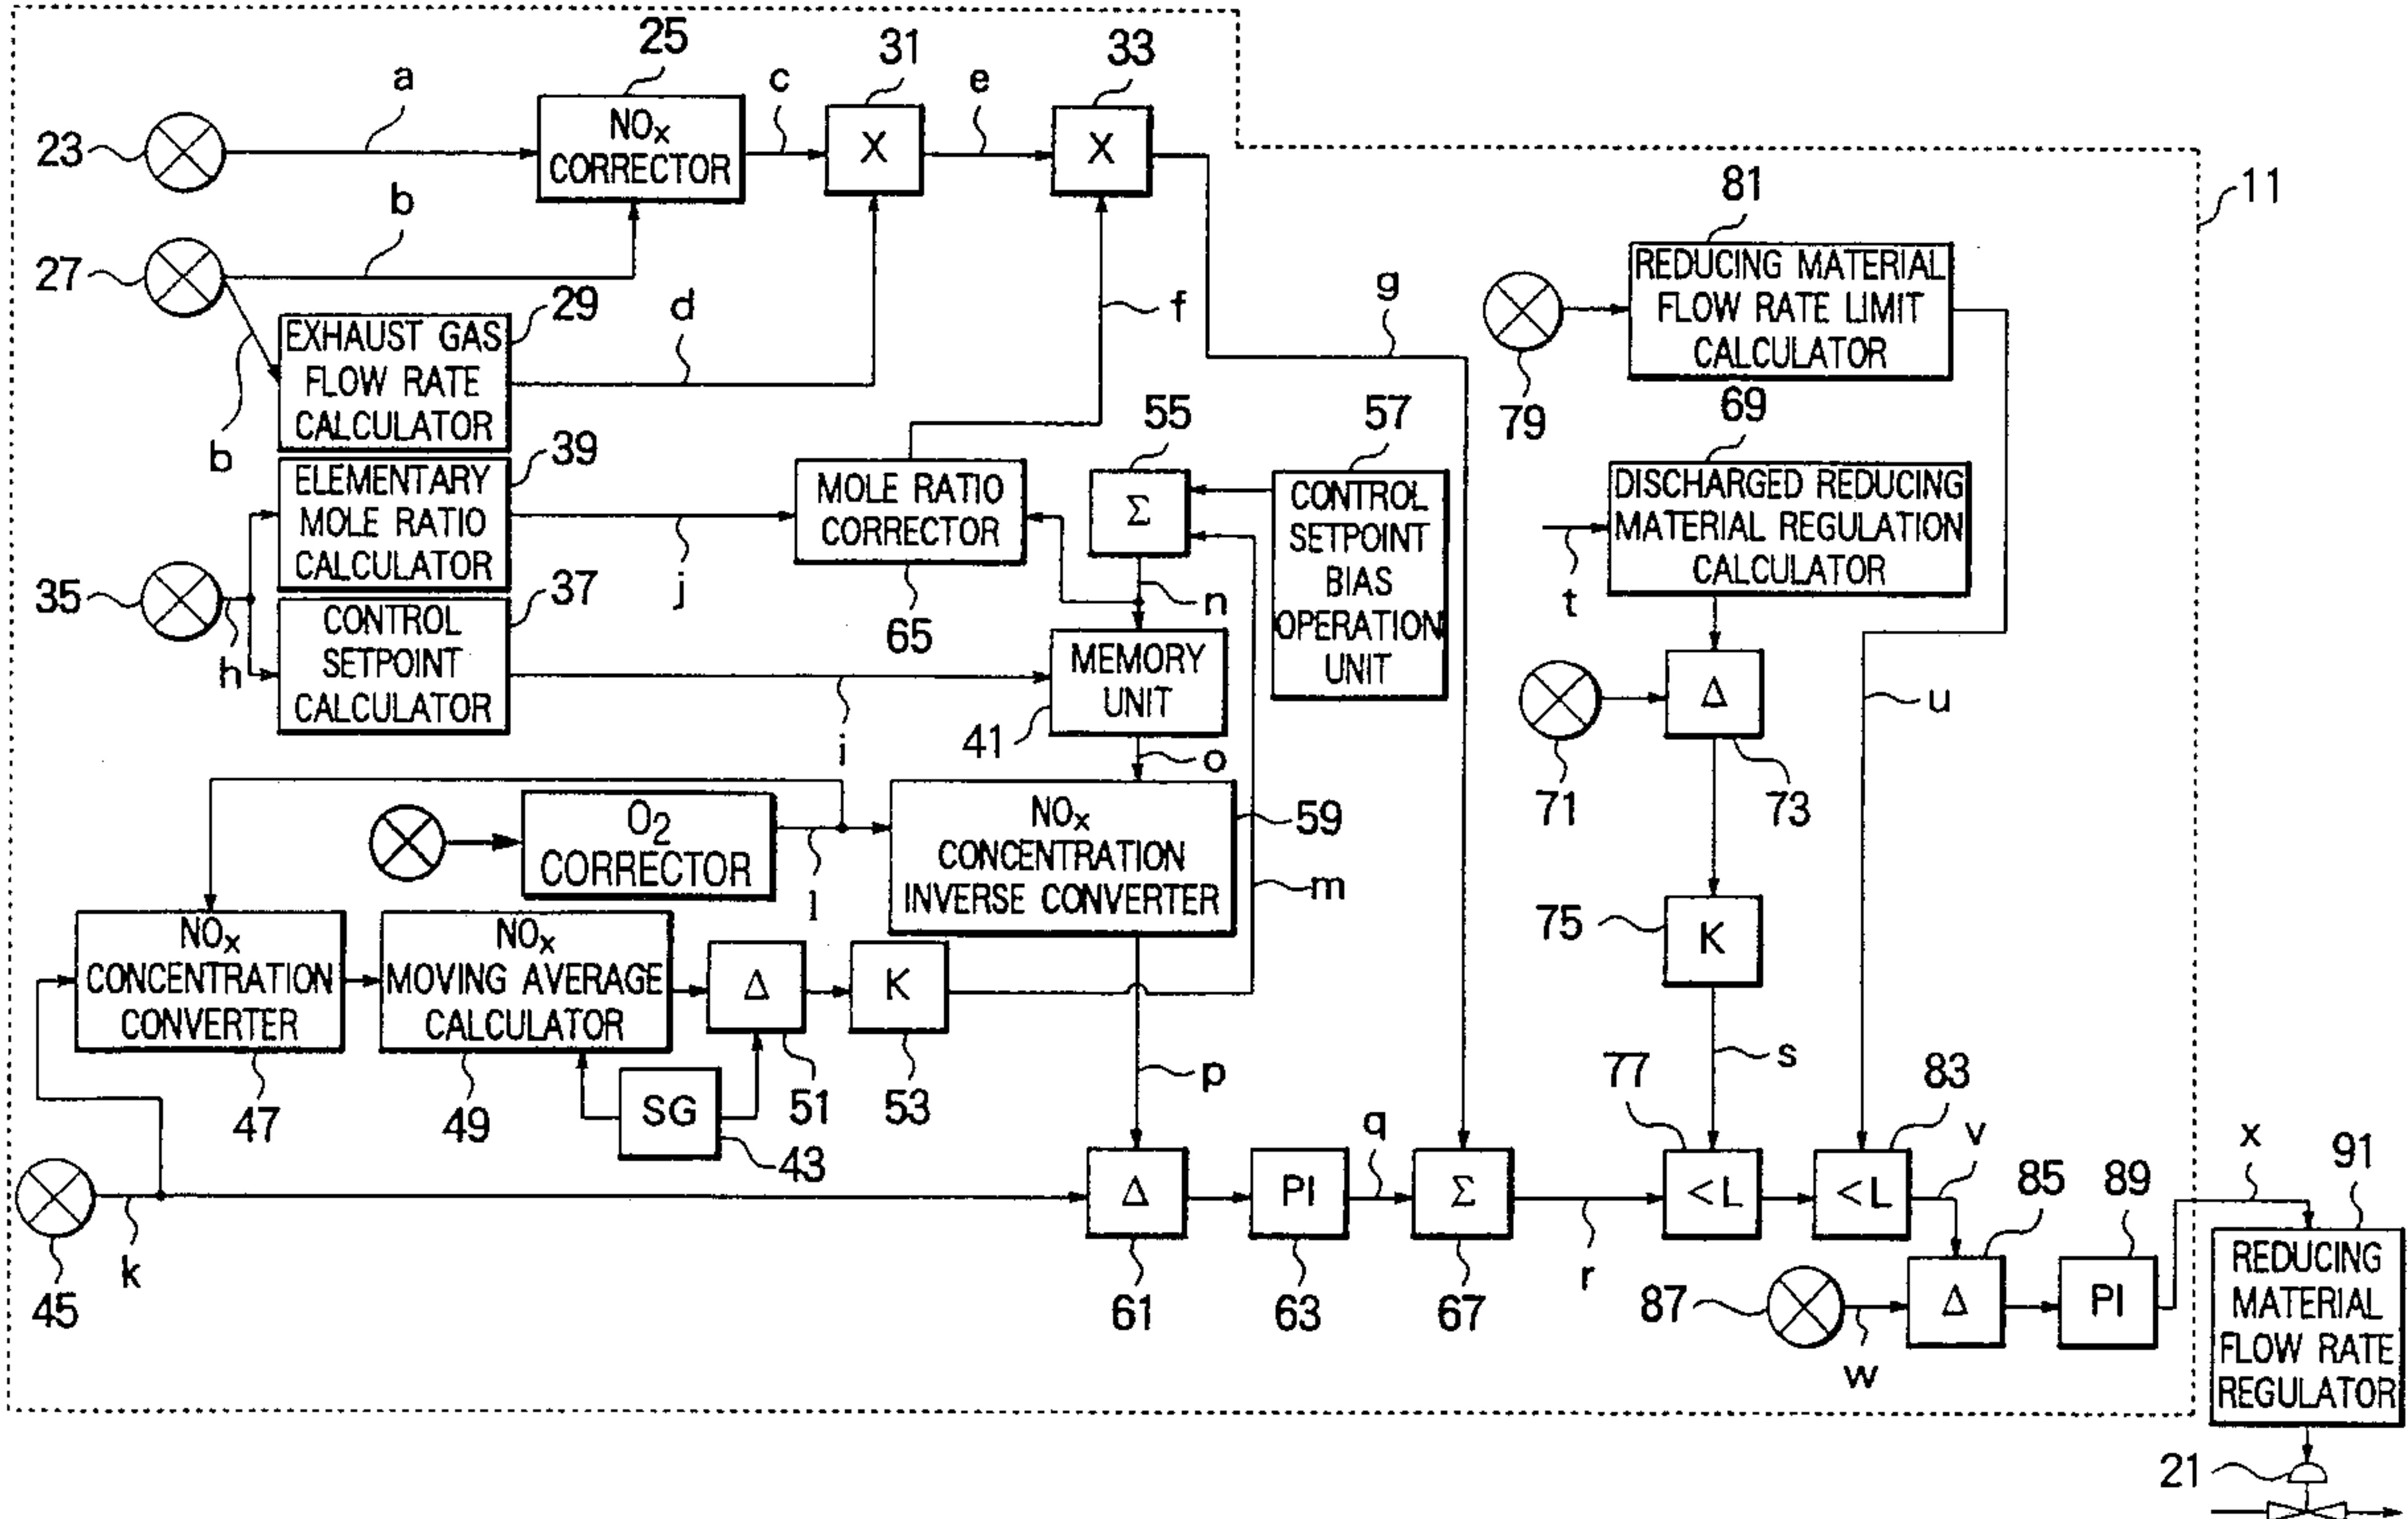 25
31
33
a
c
e
23
NOx
CORRECTOR
X
X
11
b
81
27
REDUCING MATERIAL
FLOW RATE LIMIT
CALCULATOR
29
d
f
g
EXHAUST GAS
FLOW RATE
CALCULATOR
b
79
55
57
69
39
ELEMENTARY
MOLE RATIO
CALCULATOR
MOLE RATIO
CORRECTOR
Σ
CONTROL
SETPOINT
BIAS
OPERATION
UNIT
DISCHARGED REDUCING
MATERIAL REGULATION
CALCULATOR
35
h
37
j
65
n
t
CONTROL
SETPOINT
CALCULATOR
MEMORY
UNIT
Δ
u
41
71
73
i
o
O2
CORRECTOR
l
NOx
CONCENTRATION
INVERSE CONVERTER
59
m
NOx
CONCENTRATION
CONVERTER
NOx
MOVING AVERAGE
CALCULATOR
Δ
K
75
K
47
49
51
53
p
s
SG
43
77
83
q
v
x
91
45
k
Δ
PI
Σ
<L
<L
85
89
61
63
67
r
87
w
Δ
PI
REDUCING
MATERIAL
FLOW RATE
REGULATOR
21